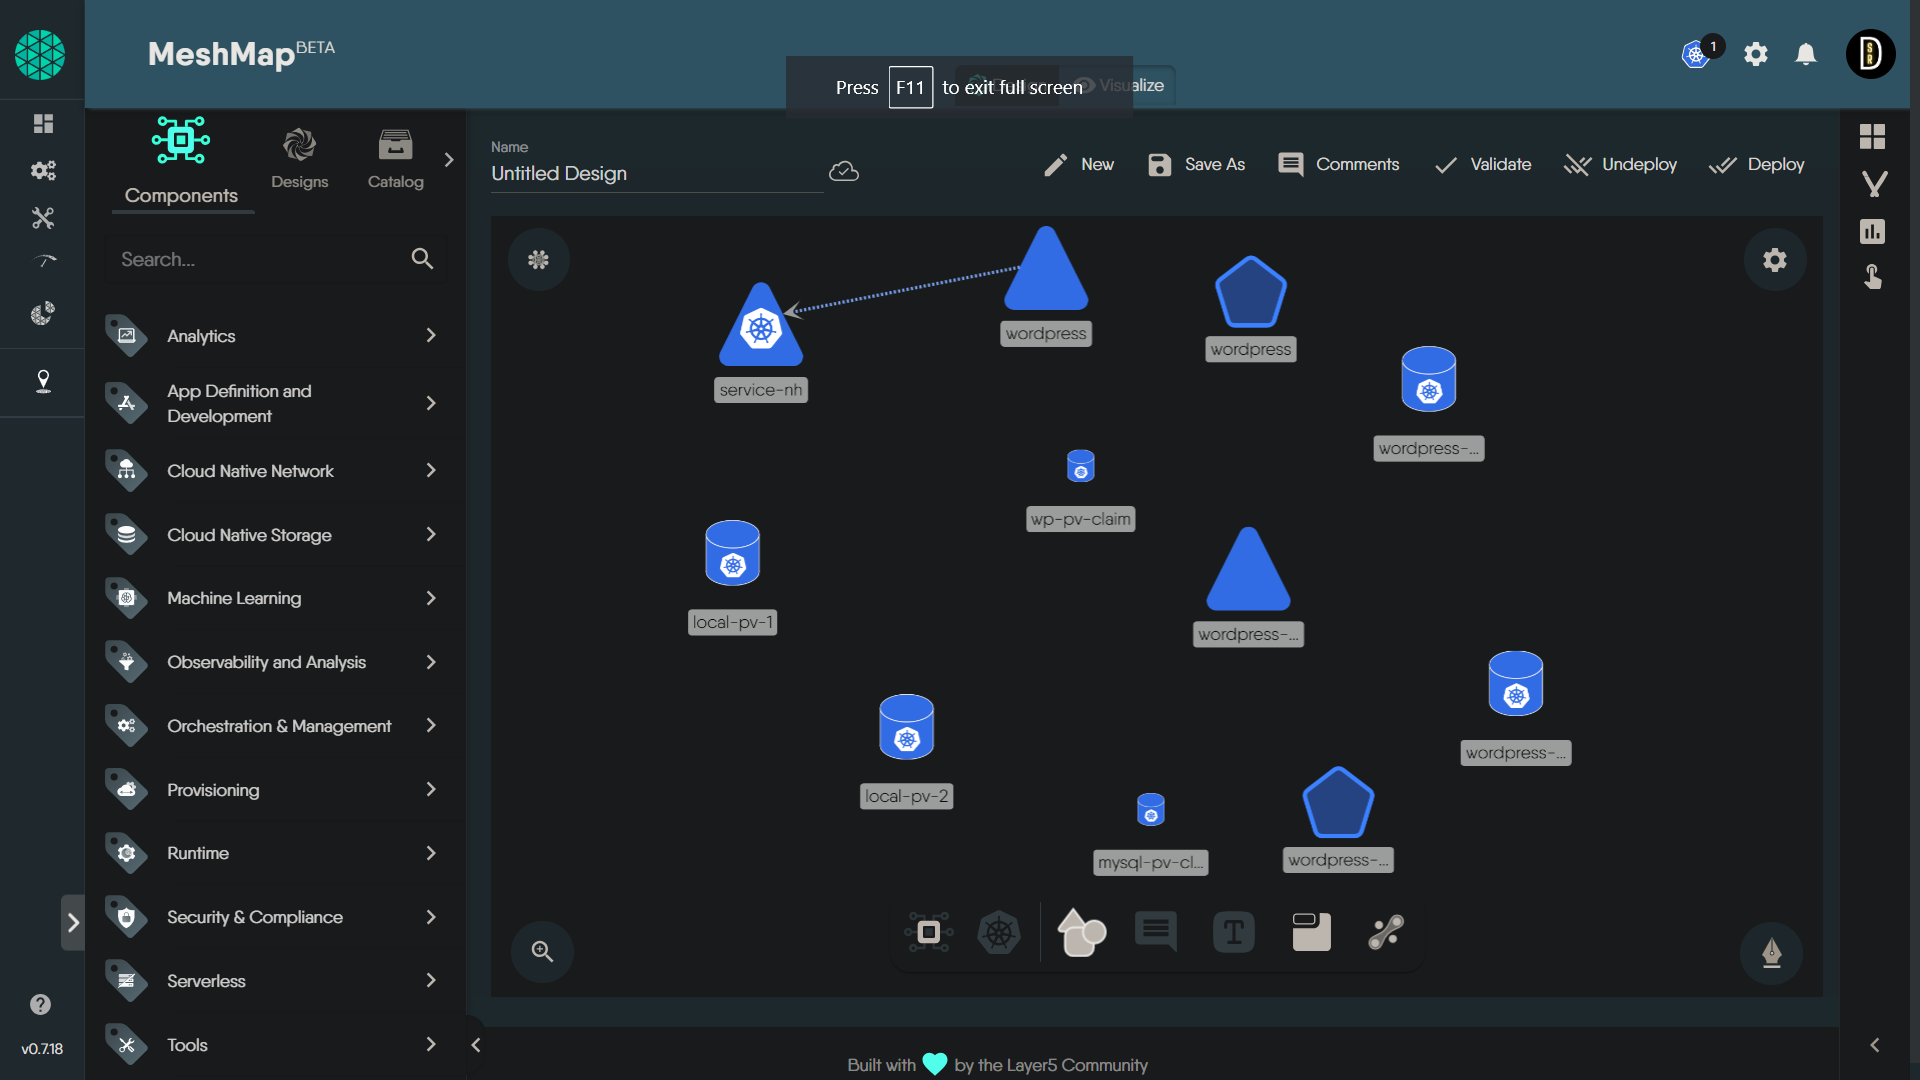 MeshMap BETA
1
Press F11 to exit full screen
Visualize
Components
Designs
Catalog
Search...
Analytics
App Definition and
Development
Cloud Native Network
Cloud Native Storage
Machine Learning
Observability and Analysis
Orchestration & Management
Provisioning
Runtime
Security & Compliance
Serverless
Tools
v0.7.18
Name
Untitled Design
New
Save As
Comments
Validate
Undeploy
Deploy
wordpress
wordpress
service-nh
wordpress-...
wp-pv-claim
local-pv-1
wordpress-...
wordpress-...
local-pv-2
mysql-pv-cl...
wordpress-...
T
Built with by the Layer5 Community